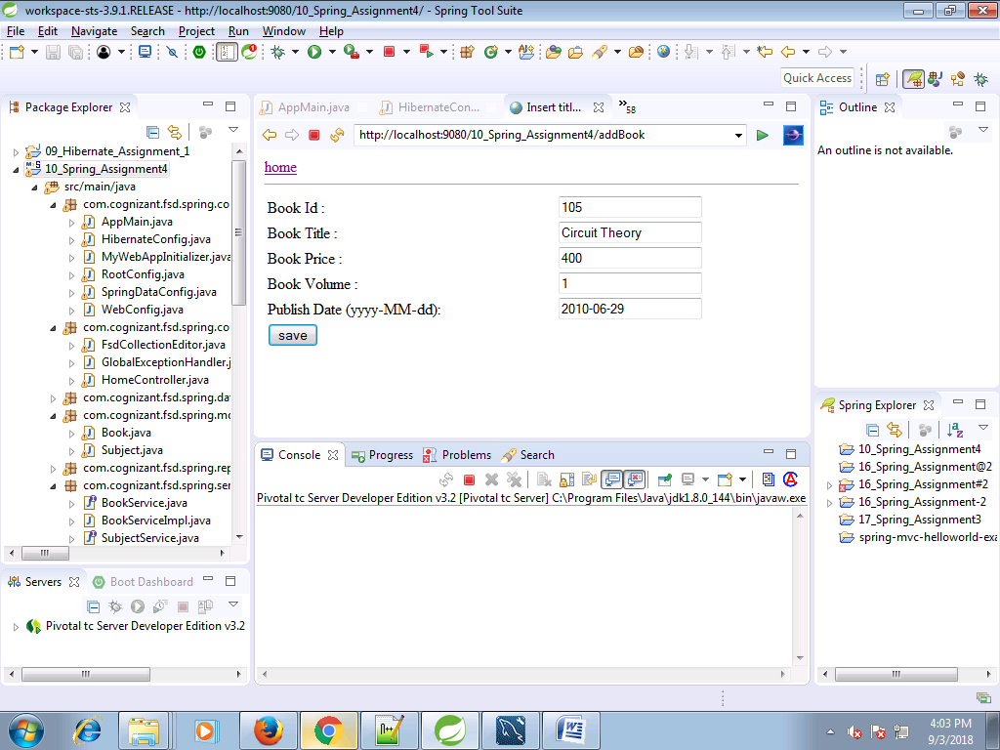 workspace-sts-3.9.1.RELEASE - http://localhost:9080/10_Spring_Assignment4/ - Spring Tool Suite
File Edit Navigate Search Project Run Window Help
Quick Access
Package Explorer
09_Hibernate_Assignment_1
10_Spring_Assignment4
src/main/java
com.cognizant.fsd.spring.co
AppMain.java
HibernateConfig.java
MyWebAppInitializer.java
RootConfig.java
SpringDataConfig.java
WebConfig.java
com.cognizant.fsd.spring.co
FsdCollectionEditor.java
GlobalExceptionHandler.j
HomeController.java
com.cognizant.fsd.spring.da
com.cognizant.fsd.spring.mo
Book.java
Subject.java
com.cognizant.fsd.spring.rep
com.cognizant.fsd.spring.ser
BookService.java
BookServiceImpl.java
SubjectService.java
Servers Boot Dashboard
Pivotal tc Server Developer Edition v3.2
AppMain.java HibernateCon... Insert titl... »58
http://localhost:9080/10_Spring_Assignment4/addBook
home
Book Id : 105
Book Title : Circuit Theory
Book Price : 400
Book Volume : 1
Publish Date (yyyy-MM-dd): 2010-06-29
save
Console Progress Problems Search
Pivotal tc Server Developer Edition v3.2 [Pivotal tc Server] C:\Program Files\Java\jdk1.8.0_144\bin\javaw.exe
Outline
An outline is not available.
Spring Explorer
10_Spring_Assignment4
16_Spring_Assignment@2
16_Spring_Assignment#2
16_Spring_Assignment-2
17_Spring_Assignment3
spring-mvc-helloworld-exa
4:03 PM
9/3/2018